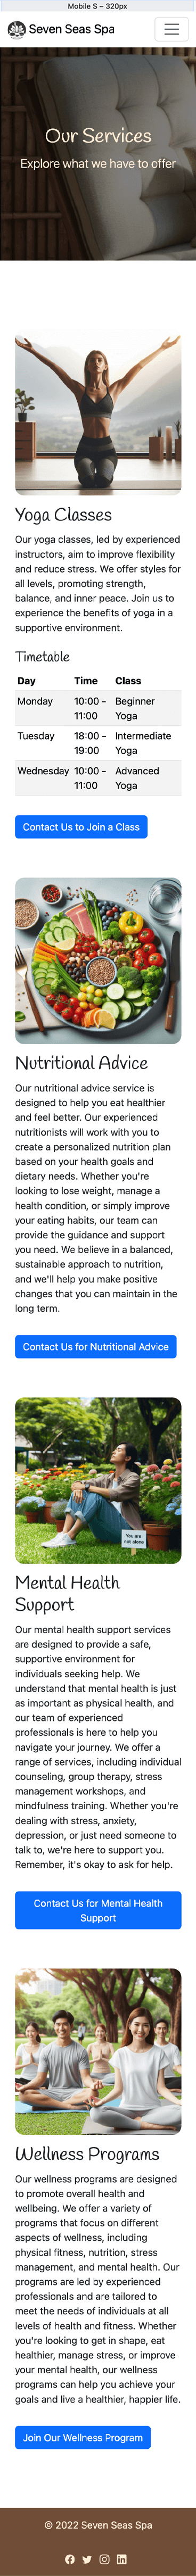 Mobile S – 320px
Seven Seas Spa
Our Services
Explore what we have to offer
Yoga Classes
Our yoga classes, led by experienced
instructors, aim to improve flexibility
and reduce stress. We offer styles for
all levels, promoting strength,
balance, and inner peace. Join us to
experience the benefits of yoga in a
supportive environment.
Timetable
Day Time Class
Monday 10:00 - Beginner
11:00 Yoga
Tuesday 18:00 - Intermediate
19:00 Yoga
Wednesday 10:00 - Advanced
11:00 Yoga
Contact Us to Join a Class
Nutritional Advice
Our nutritional advice service is
designed to help you eat healthier
and feel better. Our experienced
nutritionists will work with you to
create a personalized nutrition plan
based on your health goals and
dietary needs. Whether you're
looking to lose weight, manage a
health condition, or simply improve
your eating habits, our team can
provide the guidance and support
you need. We believe in a balanced,
sustainable approach to nutrition,
and we'll help you make positive
changes that you can maintain in the
long term.
Contact Us for Nutritional Advice
You are
not alone
Mental Health
Support
Our mental health support services
are designed to provide a safe,
supportive environment for
individuals seeking help. We
understand that mental health is just
as important as physical health, and
our team of experienced
professionals is here to help you
navigate your journey. We offer a
range of services, including individual
counseling, group therapy, stress
management workshops, and
mindfulness training. Whether you're
dealing with stress, anxiety,
depression, or just need someone to
talk to, we're here to support you.
Remember, it's okay to ask for help.
Contact Us for Mental Health
Support
Wellness Programs
Our wellness programs are designed
to promote overall health and
wellbeing. We offer a variety of
programs that focus on different
aspects of wellness, including
physical fitness, nutrition, stress
management, and mental health. Our
programs are led by experienced
professionals and are tailored to
meet the needs of individuals at all
levels of health and fitness. Whether
you're looking to get in shape, eat
healthier, manage stress, or improve
your mental health, our wellness
programs can help you achieve your
goals and live a healthier, happier life.
Join Our Wellness Program
© 2022 Seven Seas Spa